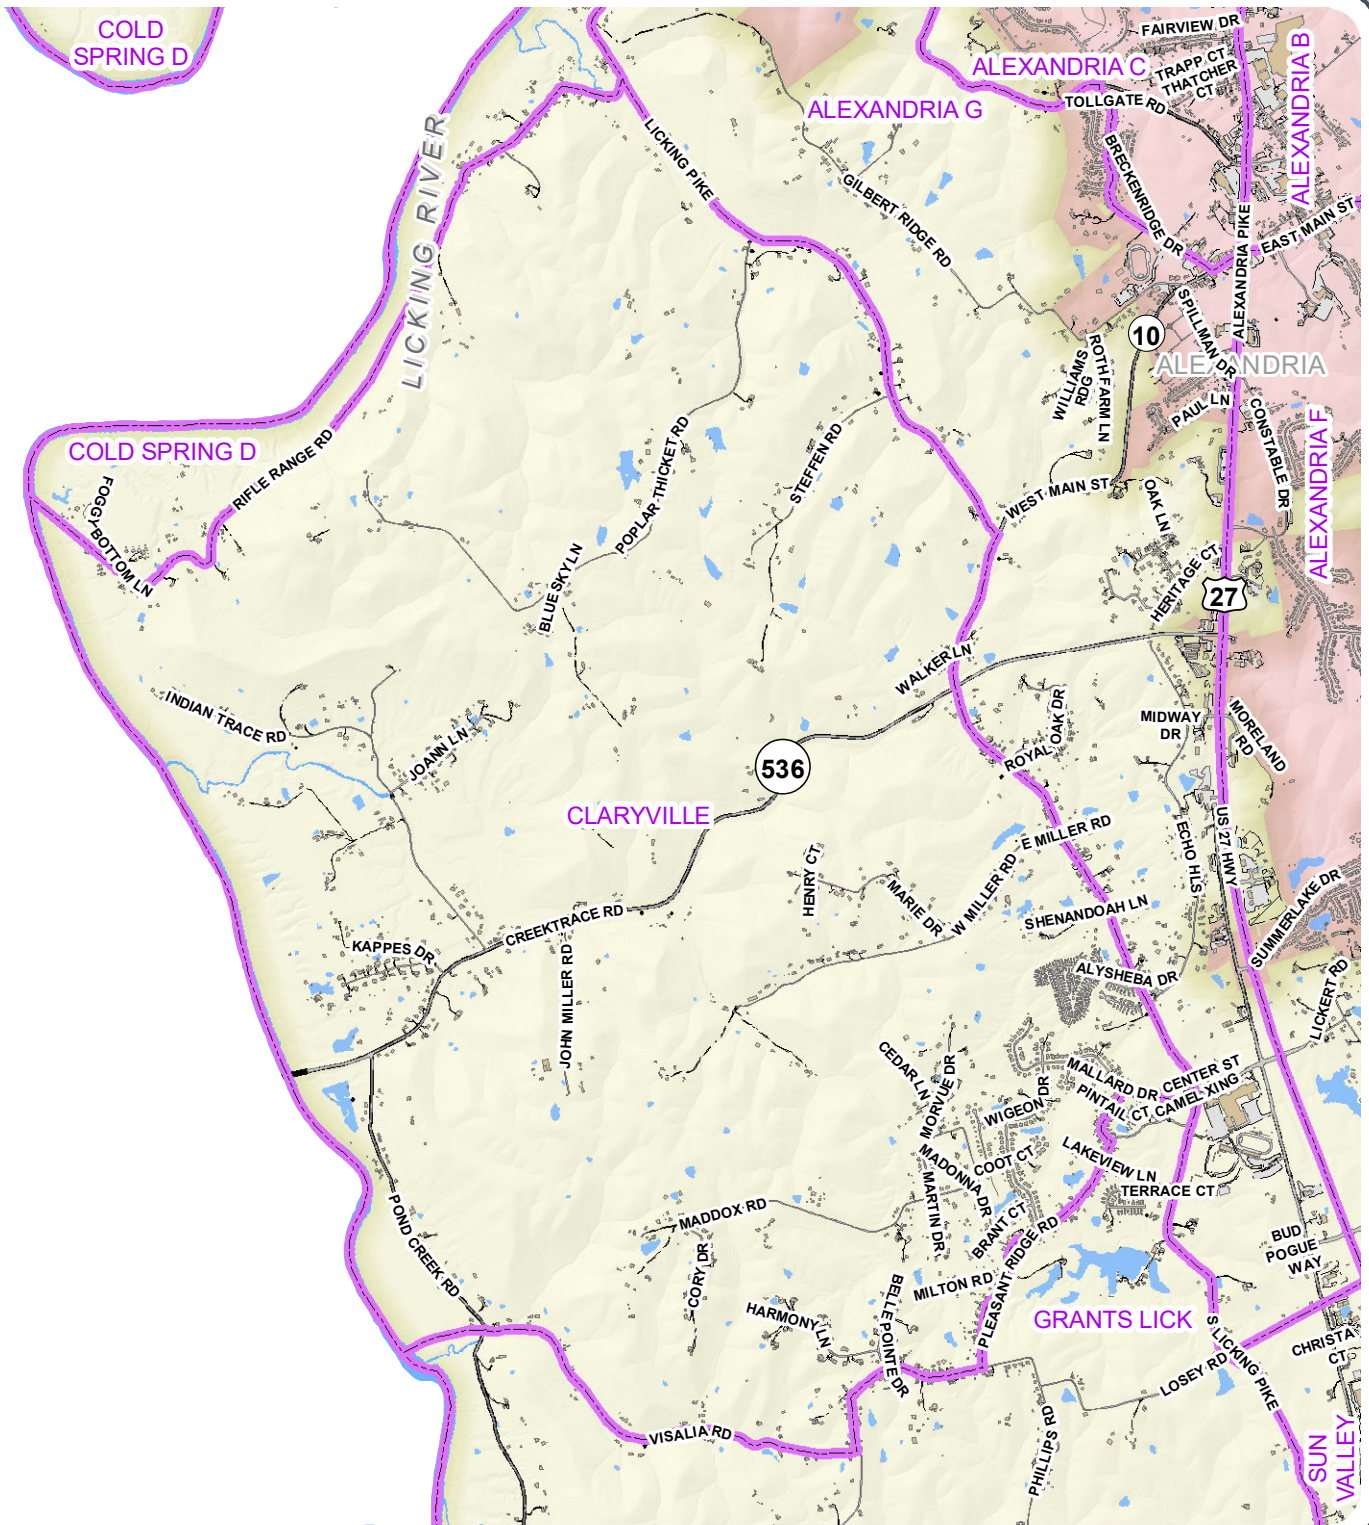 COLD
SPRING D
FAIRVIEW DR
ALEXANDRIA B
ALEXANDRIA C
TRAPP CT
THATCHER
CT
TOLLGATE RD
ALEXANDRIA G
LICKING RIVER
LICKING PIKE
BRECKENRIDGE DR
GILBERT RIDGE RD
ALEXANDRIA PIKE
EAST MAIN ST
SPILLMAN DR
10
ALEXANDRIA
WILLIAMS
RDG
ROTHFARM LN
PAUL LN
CONSTABLE DR
ALEXANDRIA F
COLD SPRING D
RIFLE RANGE RD
FOGGY BOTTOM LN
POPLAR THICKET RD
STEFFEN RD
WEST MAIN ST
OAK LN
HERITAGE CT
27
BLUE SKY LN
WALKER LN
INDIAN TRACE RD
JOANN LN
ROYAL OAK DR
MIDWAY
DR
MORELAND
RD
536
CLARYVILLE
E MILLER RD
US 27 HWY
ECHO HLS
HENRY CT
MARIE DR
W MILLER RD
SHENANDOAH LN
SUMMERLAKE DR
CREEKTRACE RD
KAPPES DR
JOHN MILLER RD
ALYSHEBA DR
LICKERT RD
CEDAR LN
MORVUE DR
MALLARD DR
CENTER ST
PINTAIL CT
CAMEL XING
WIGEON DR
COOT CT
LAKEVIEW LN
MADONNA DR
MARTIN DR
TERRACE CT
BRANT CT
MADDOX RD
CORY DR
POND CREEK RD
BUD
POGUE
WAY
PLEASANT RIDGE RD
MILTON RD
BELLE POINTE DR
HARMONY LN
GRANTS LICK
S LICKING PIKE
CHRISTA
CT
LOSEY RD
VISALIA RD
PHILLIPS RD
SUN
VALLEY